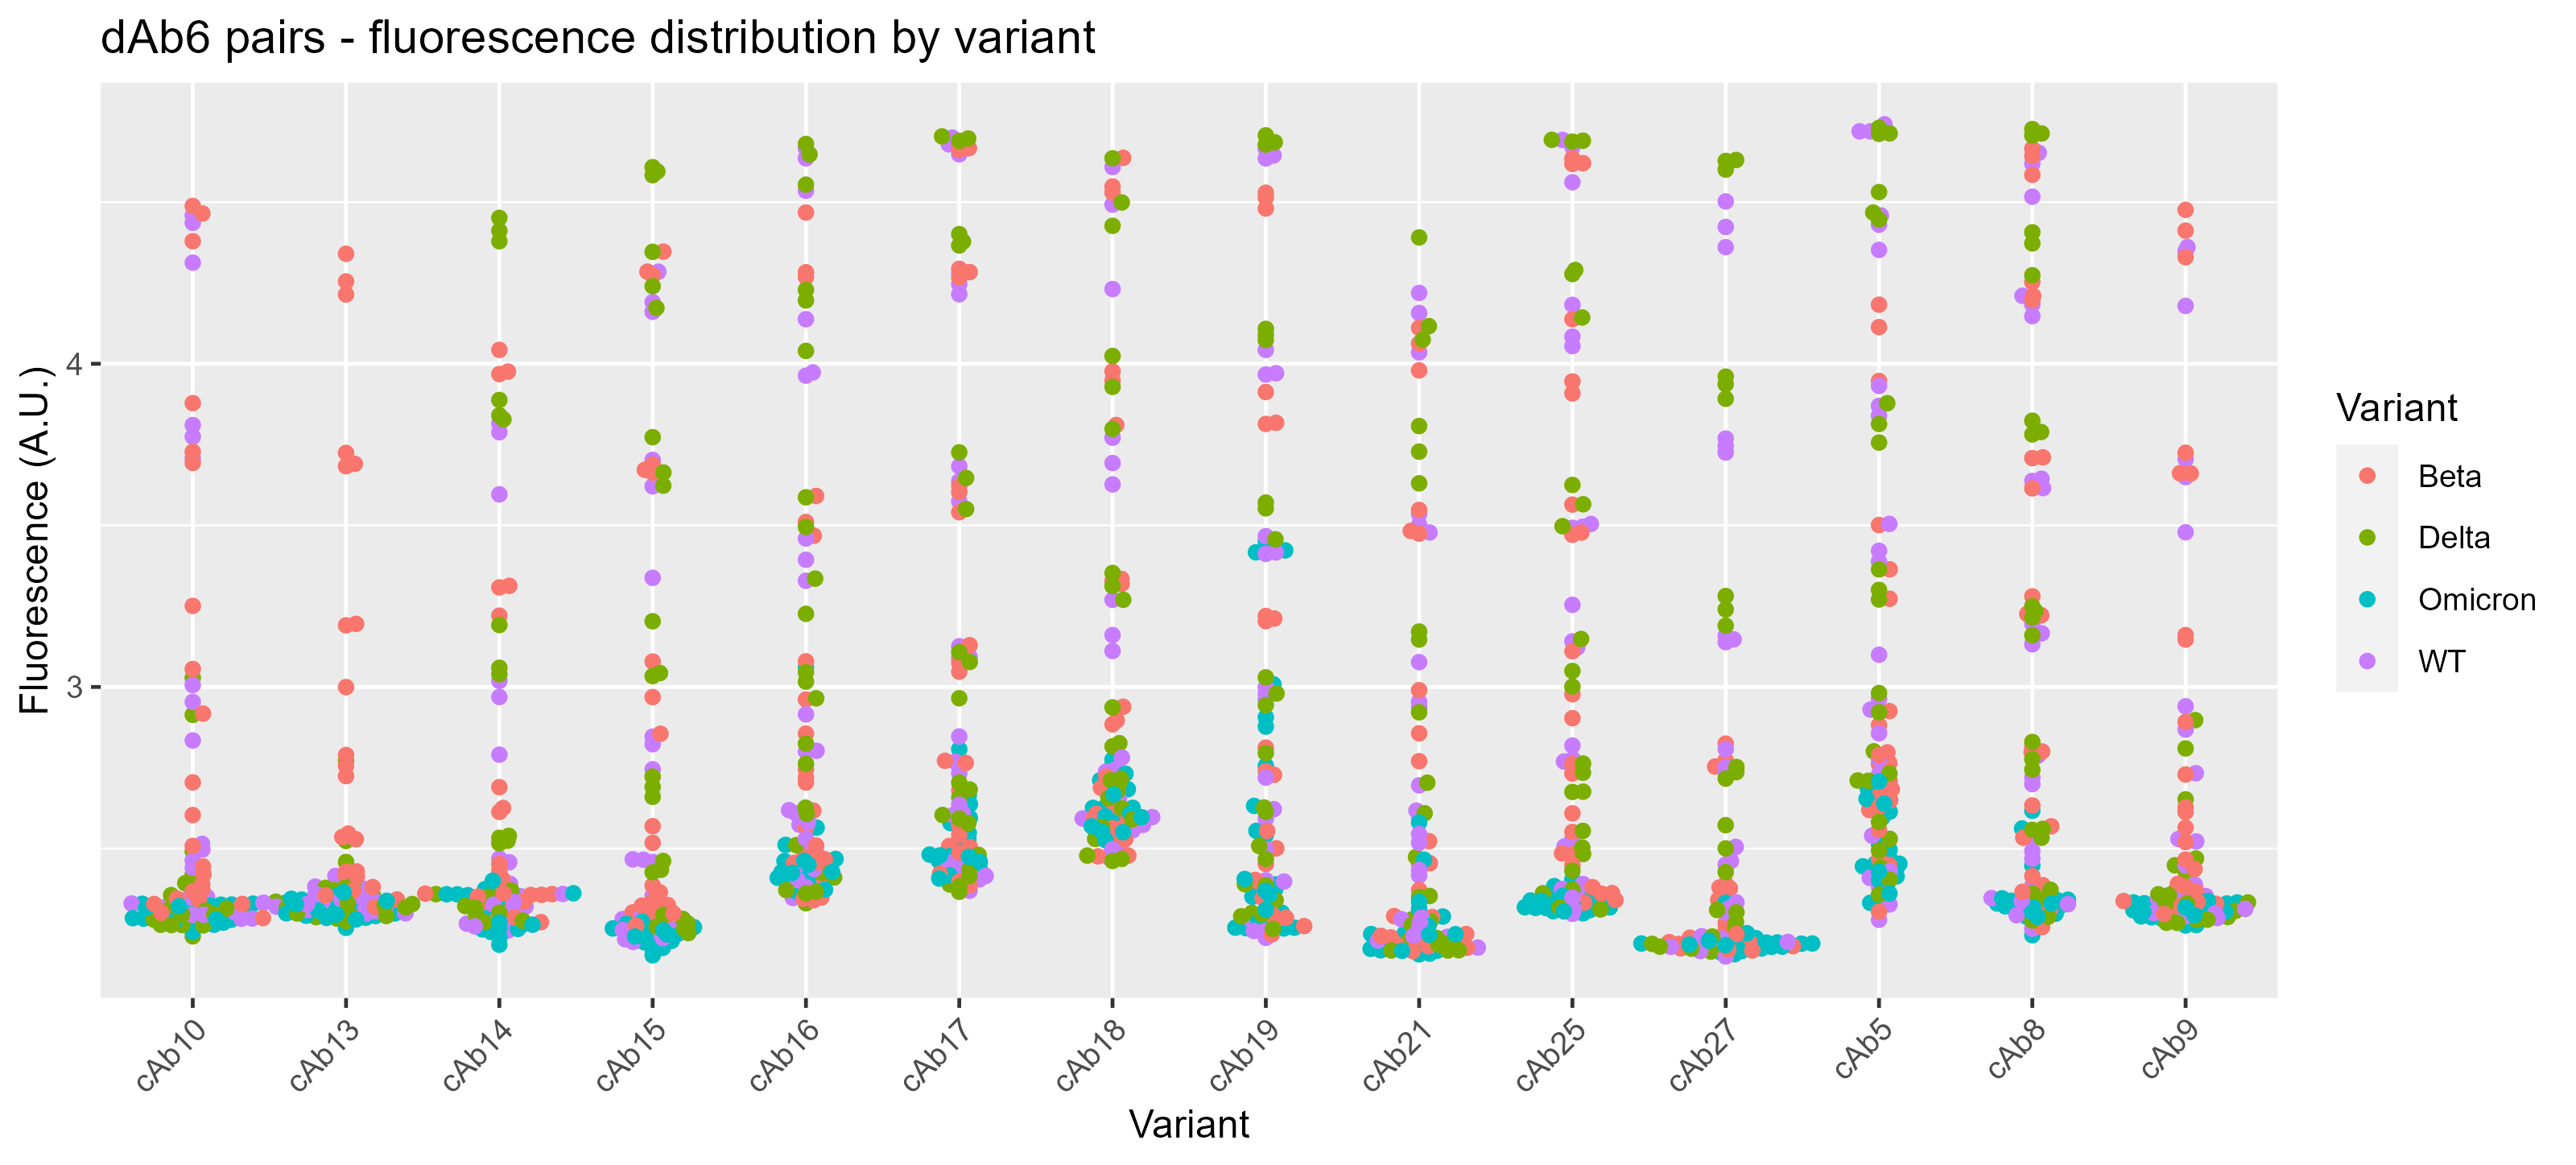 dAb6 pairs - fluorescence distribution by variant
Fluorescence (A.U.)
4
3
cAb10
cAb13
cAb14
cAb15
cAb16
cAb17
cAb18
cAb19
cAb21
cAb25
cAb27
cAb5
cAb8
cAb9
Variant
Variant
Beta
Delta
Omicron
WT